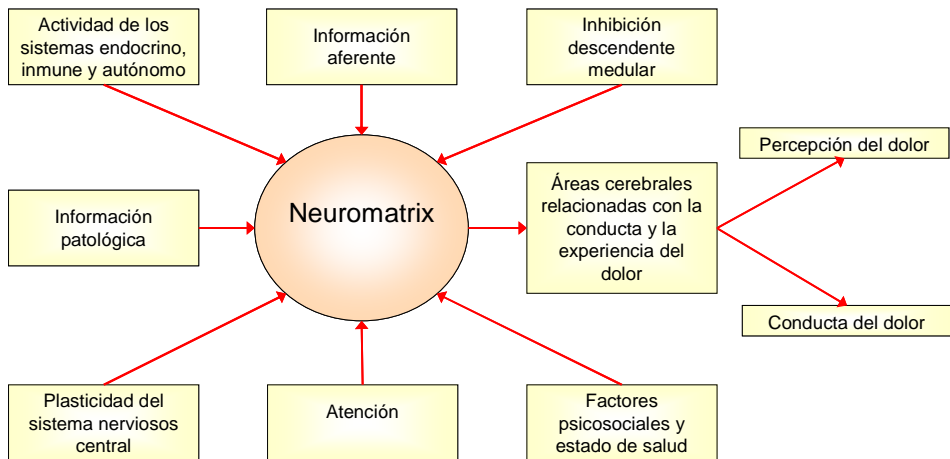 Actividad de los
sistemas endocrino,
inmune y autónomo
Información
aferente
Inhibición
descendente
medular
Percepción del dolor
Información
patológica
Neuromatrix
Áreas cerebrales
relacionadas con la
conducta y la
experiencia del
dolor
Conducta del dolor
Plasticidad del
sistema nerviosos
central
Atención
Factores
psicosociales y
estado de salud